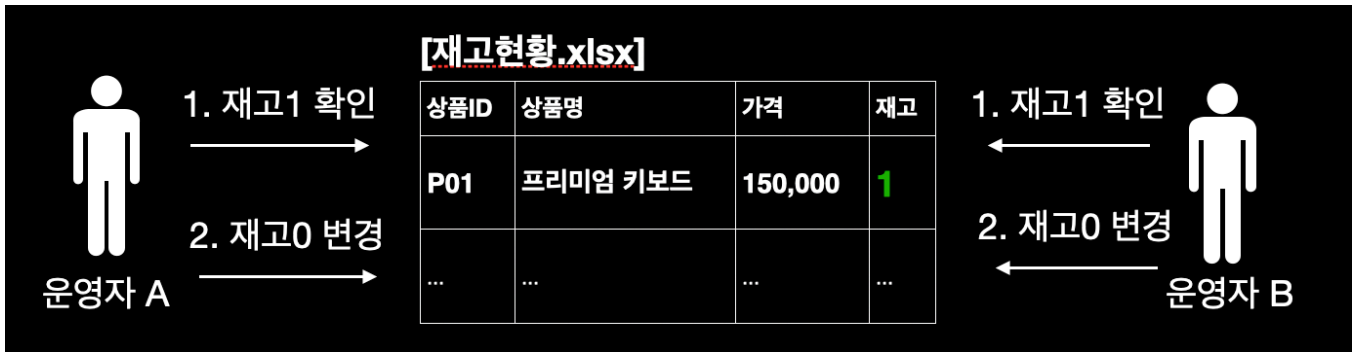 [재고현황.xlsx]
1. 재고1 확인
2. 재고0 변경
운영자 A
상품ID 상품명 가격 재고
P01 프리미엄 키보드 150,000 1
... ... ... ...
1. 재고1 확인
2. 재고0 변경
운영자 B